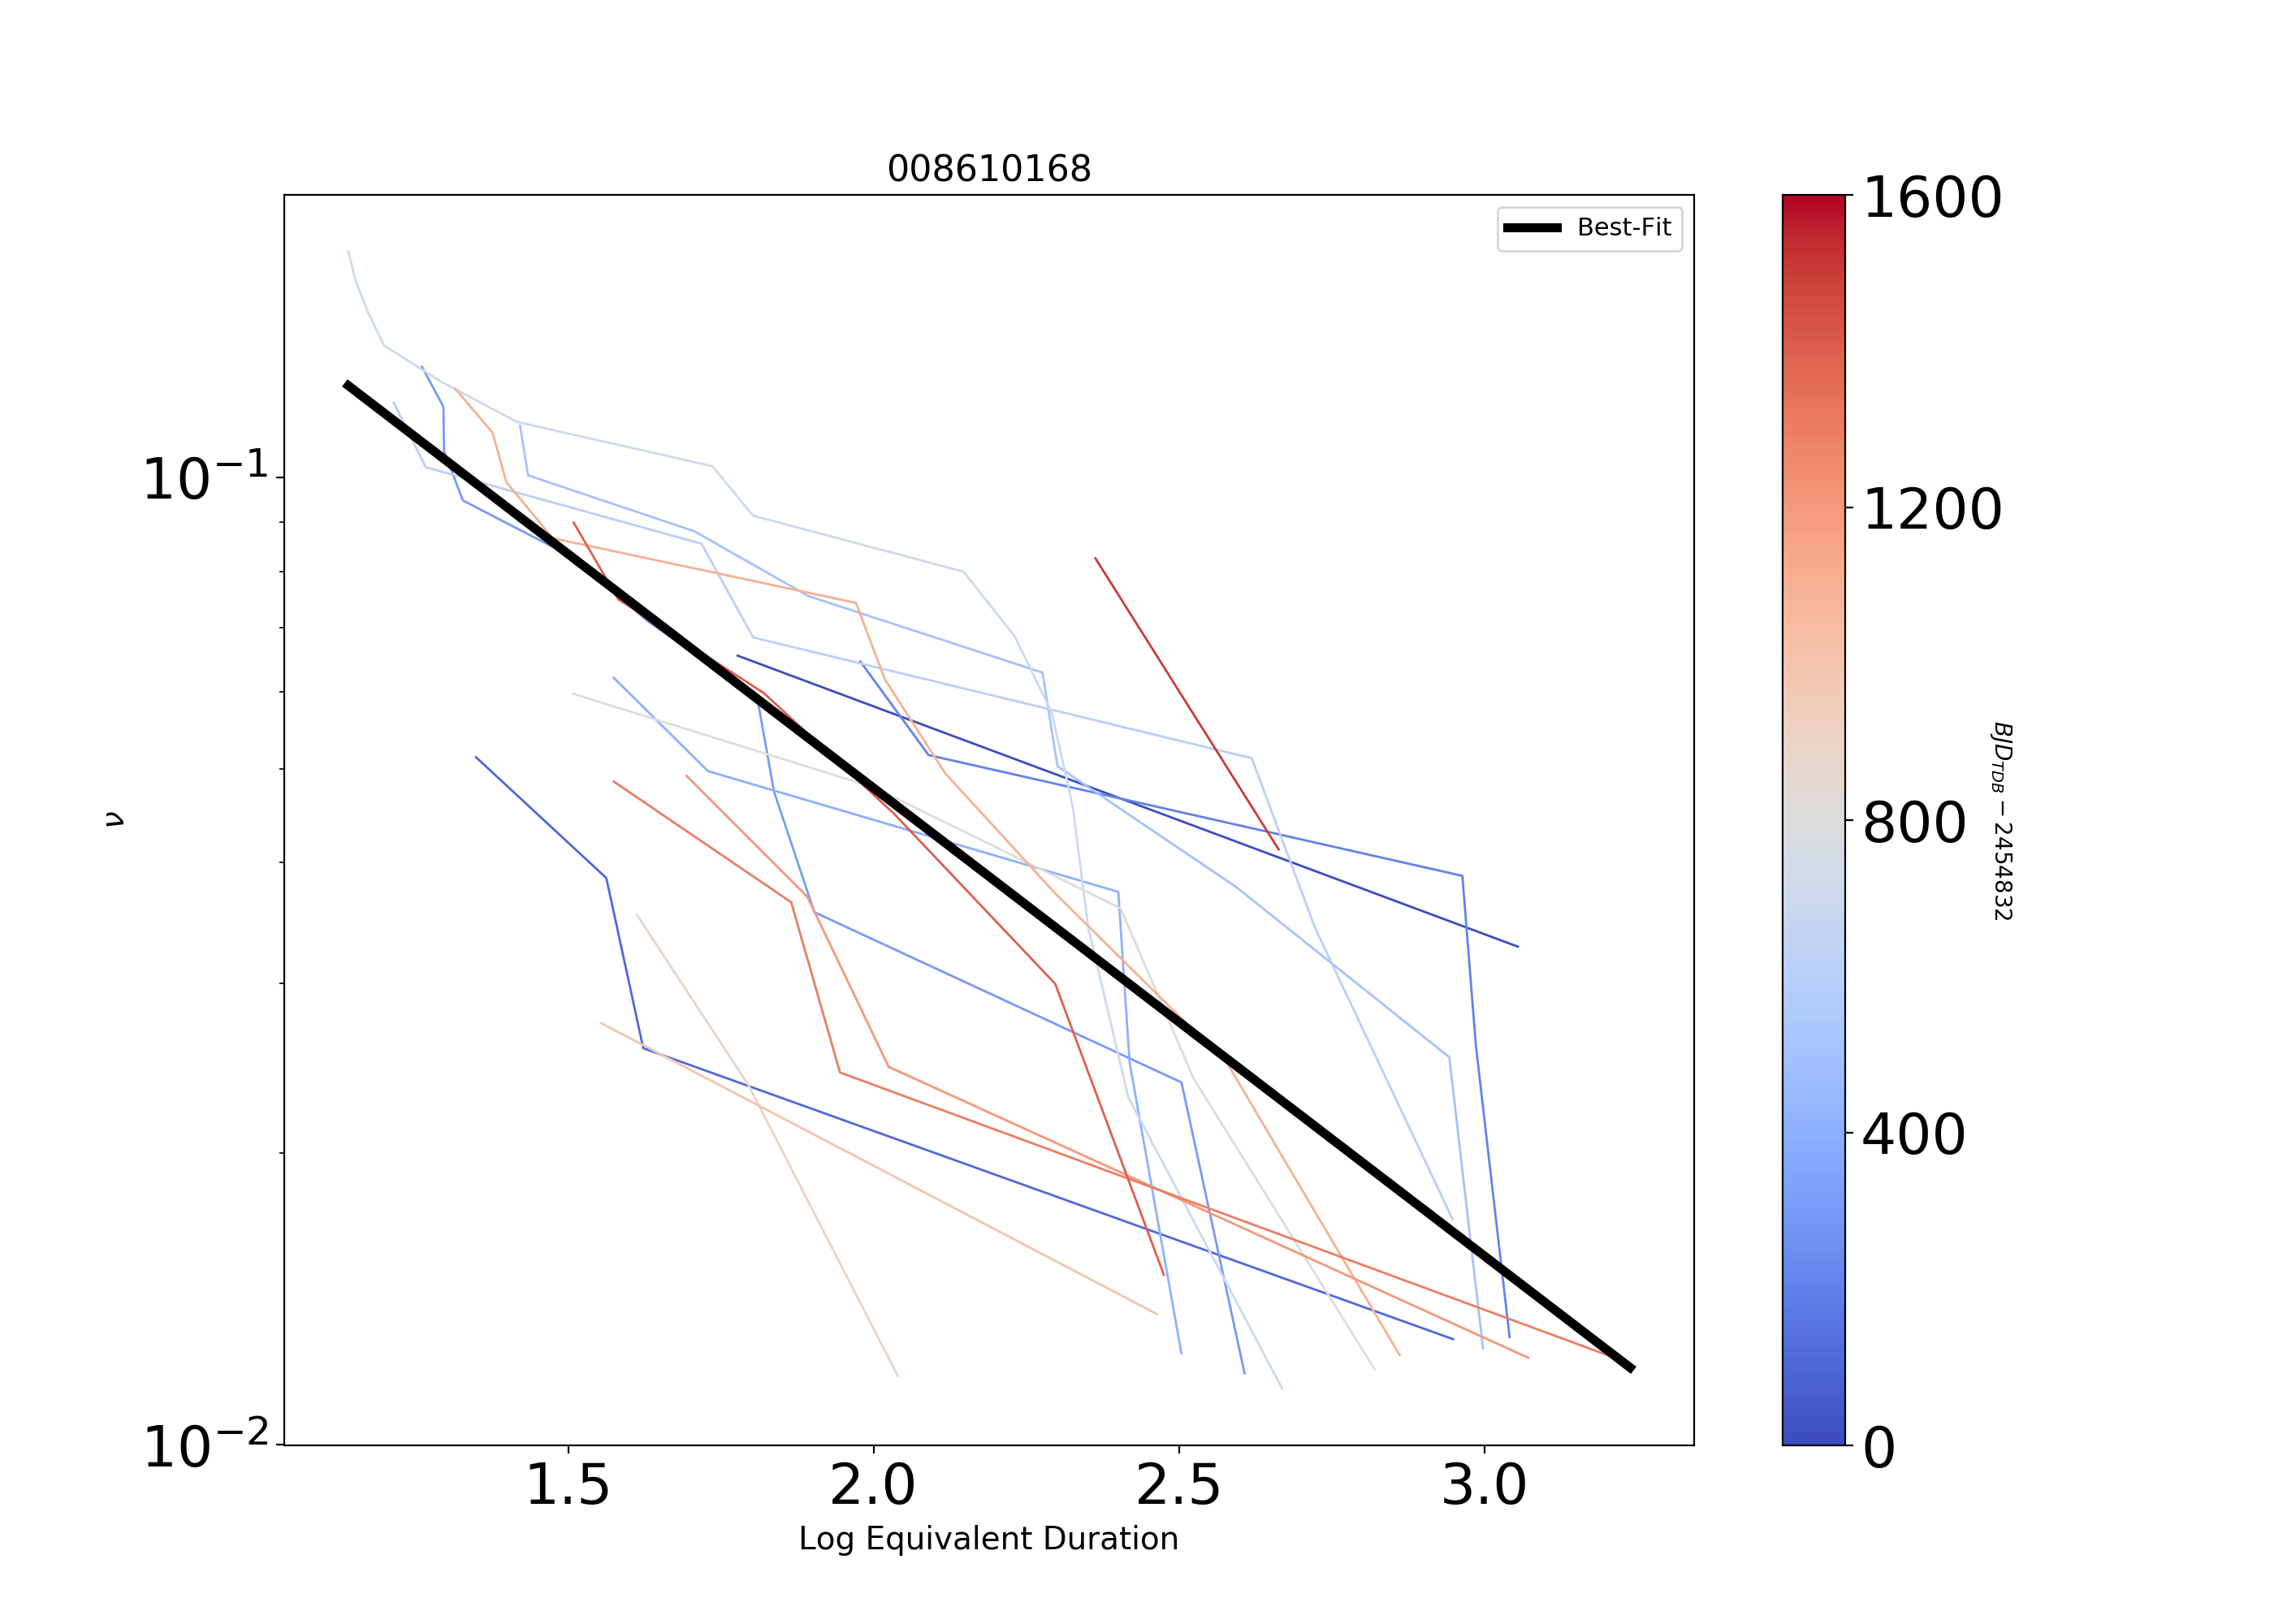 008610168
Best-Fit
10⁻¹
10⁻²
ν
1.5 2.0 2.5 3.0
Log Equivalent Duration
1600
1200
800
400
0
BJD_TDB − 2454832